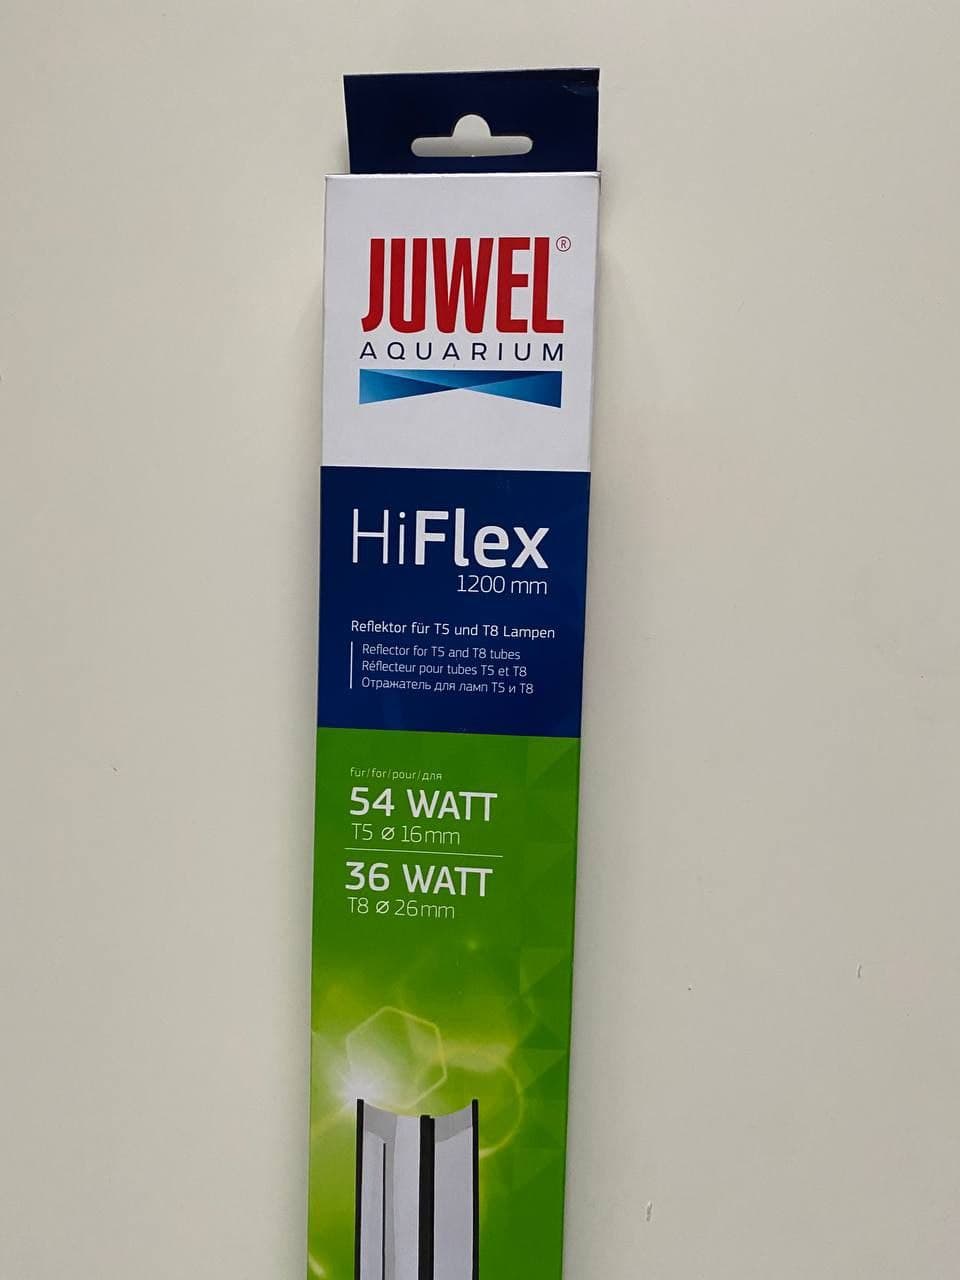 JUWEL®
AQUARIUM
HiFlex
1200 mm
Reflektor für T5 und T8 Lampen
Reflector for T5 and T8 tubes
Réflecteur pour tubes T5 et T8
Отражатель для ламп T5 и T8
für/for/pour/для
54 WATT
T5 ⌀ 16mm
36 WATT
T8 ⌀ 26mm